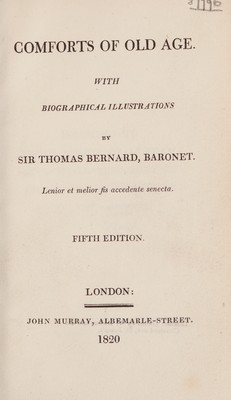 COMFORTS OF OLD AGE.
WITH
BIOGRAPHICAL ILLUSTRATIONS
BY
SIR THOMAS BERNARD, BARONET.
Lenior et melior fis accedente senecta.
FIFTH EDITION.
LONDON:
JOHN MURRAY, ALBEMARLE-STREET.
1820